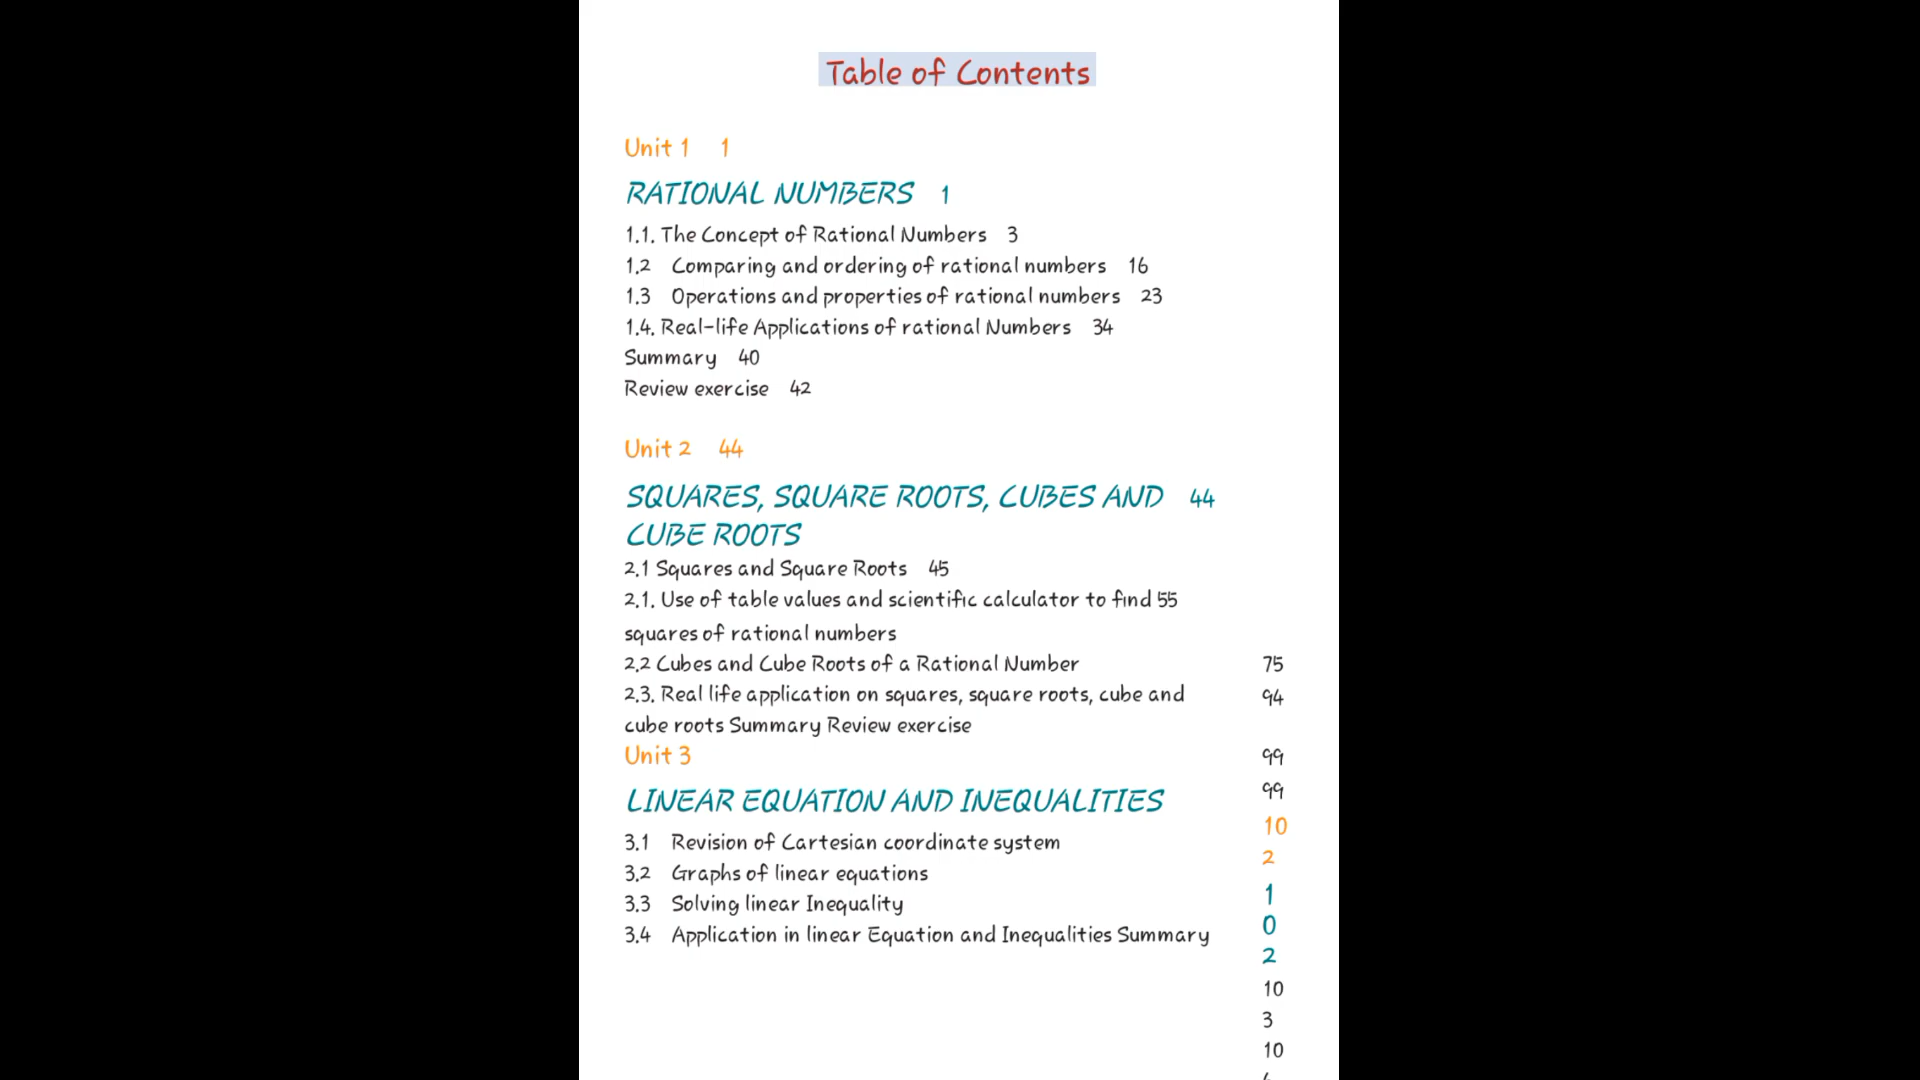 Table of Contents
Unit 1 1
RATIONAL NUMBERS 1
1.1. The Concept of Rational Numbers 3
1.2 Comparing and ordering of rational numbers 16
1.3 Operations and properties of rational numbers 23
1.4. Real-life Applications of rational Numbers 34
Summary 40
Review exercise 42
Unit 2 44
SQUARES, SQUARE ROOTS, CUBES AND 44
CUBE ROOTS
2.1 Squares and Square Roots 45
2.1. Use of table values and scientific calculator to find 55
squares of rational numbers
2.2 Cubes and Cube Roots of a Rational Number 75
2.3. Real life application on squares, square roots, cube and 94
cube roots Summary Review exercise
Unit 3 99
LINEAR EQUATION AND INEQUALITIES 99
10
3.1 Revision of Cartesian coordinate system 2
3.2 Graphs of linear equations 1
3.3 Solving linear Inequality 0
3.4 Application in linear Equation and Inequalities Summary 2
10
3
10